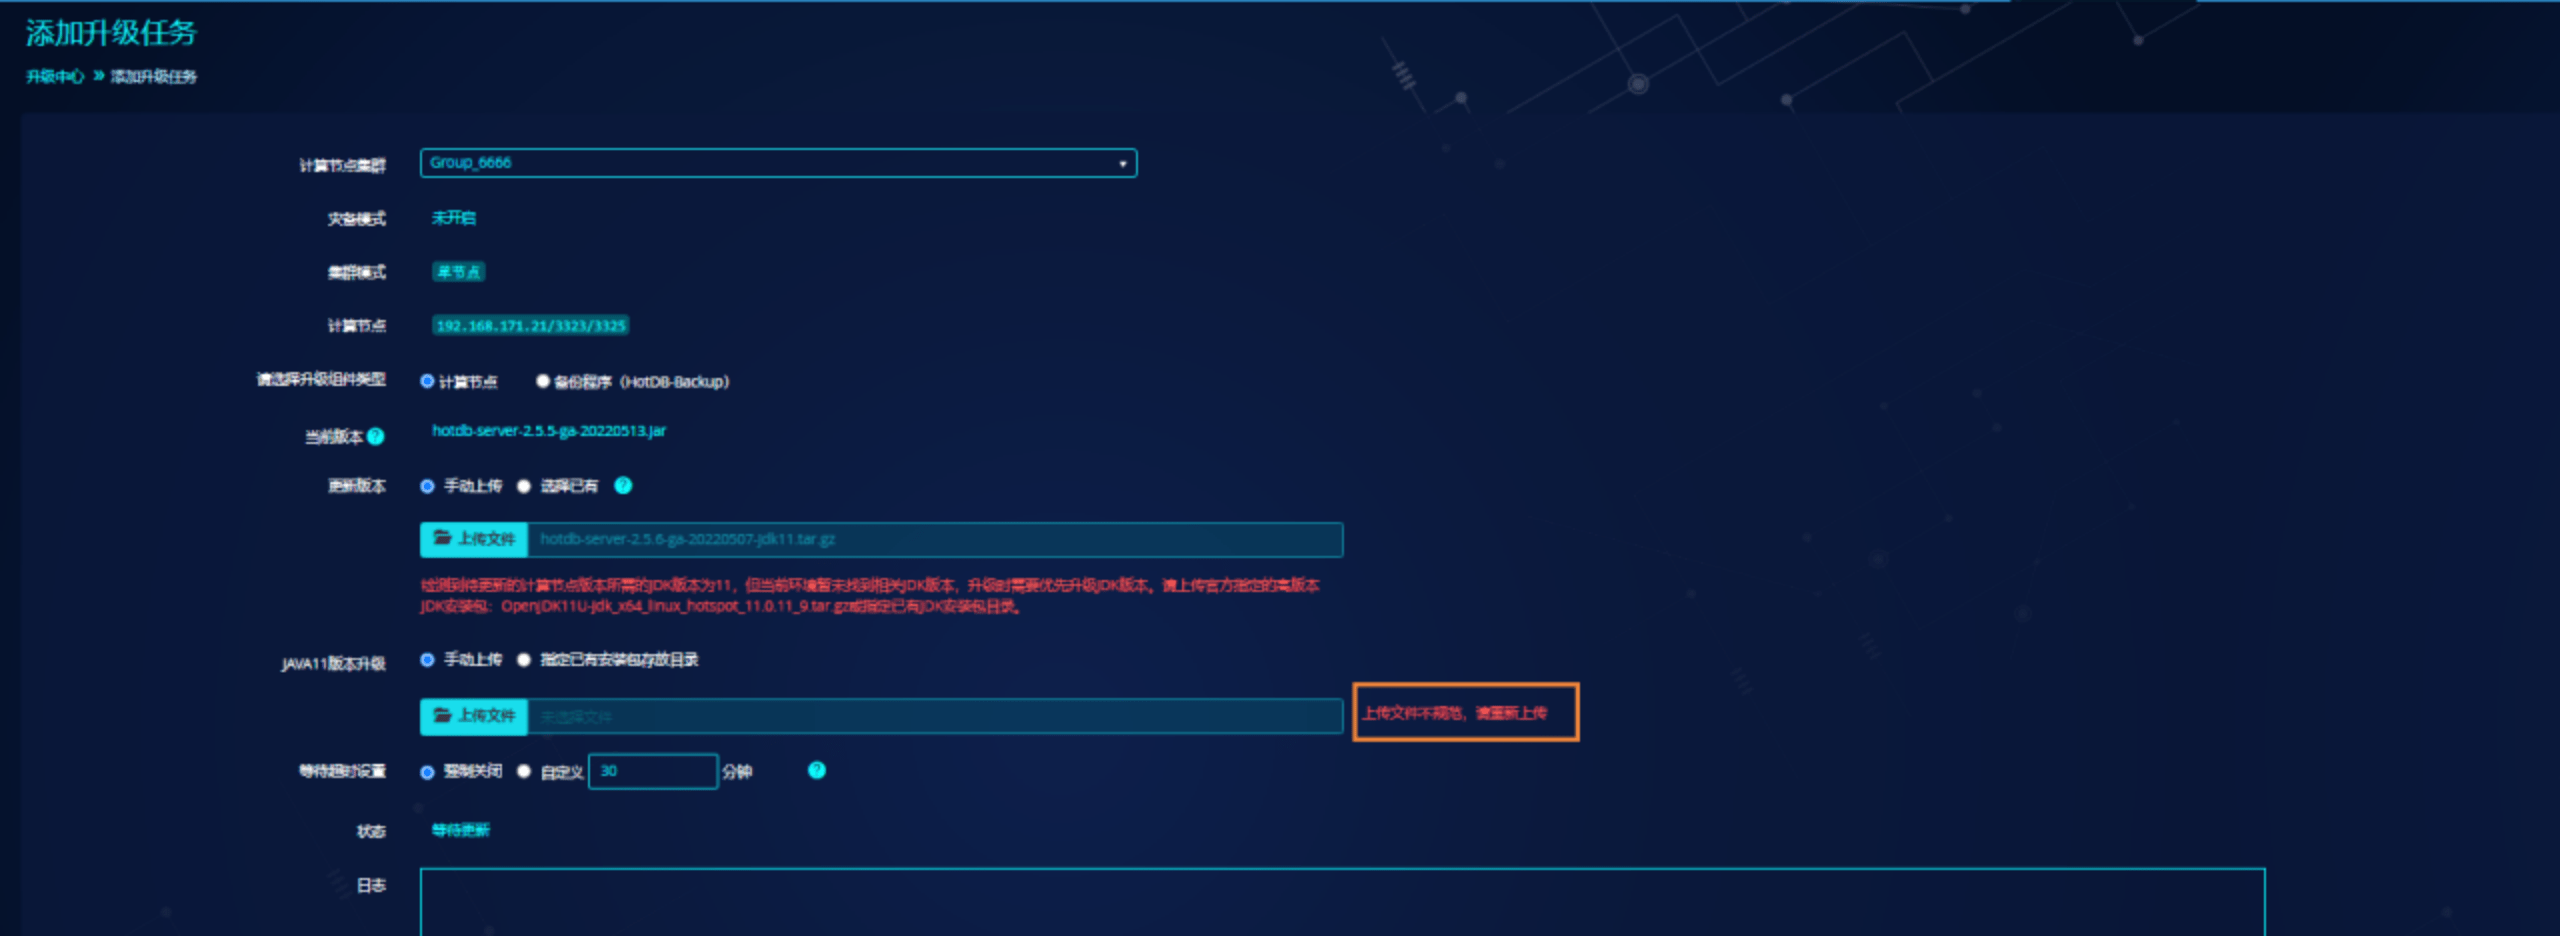 添加升级任务
升级中心 » 添加升级任务
计算节点集群 Group_6666
灾备模式 未开启
集群模式 单节点
计算节点 192.168.171.21/3323/3325
请选择升级组件类型 计算节点 备份程序（HotDB-Backup）
当前版本 ? hotdb-server-2.5.5-ga-20220513.jar
更新版本 手动上传 选择已有 ?
上传文件 hotdb-server-2.5.6-ga-20220507-jdk11.tar.gz
检测到待更新的计算节点版本所需的JDK版本为11，但当前环境暂未找到相关JDK版本，升级时需要优先升级JDK版本。请上传官方指定的高版本
JDK安装包：OpenJDK11U-jdk_x64_linux_hotspot_11.0.11_9.tar.gz或指定已有JDK安装包目录。
JAVA11版本升级 手动上传 指定已有安装包存放目录
上传文件 未选择文件 上传文件不规范，请重新上传
等待超时设置 强制关闭 自定义 30 分钟 ?
状态 等待更新
日志